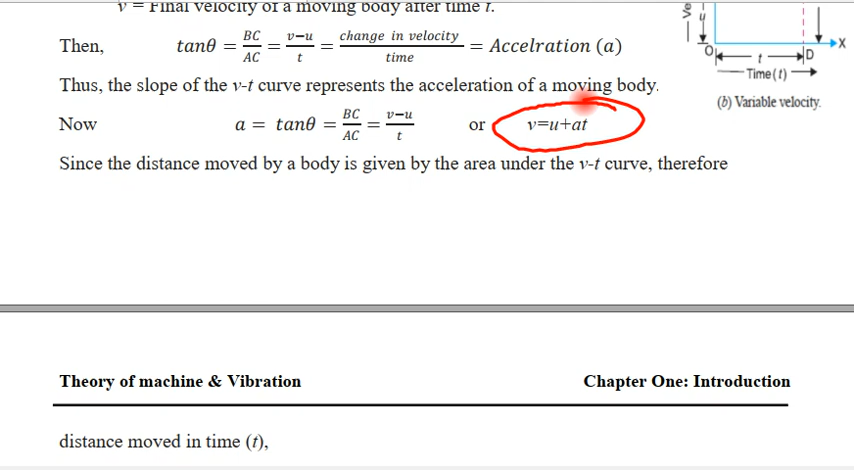 v = Final velocity of a moving body after time t.
Then, tanθ = BC/AC = v−u/t = change in velocity/time = Accelration (a)
Thus, the slope of the v-t curve represents the acceleration of a moving body.
Now a = tanθ = BC/AC = v−u/t or v=u+at
Since the distance moved by a body is given by the area under the v-t curve, therefore
Ve
u
O t D X
Time (t)
(b) Variable velocity.
Theory of machine & Vibration Chapter One: Introduction
distance moved in time (t),